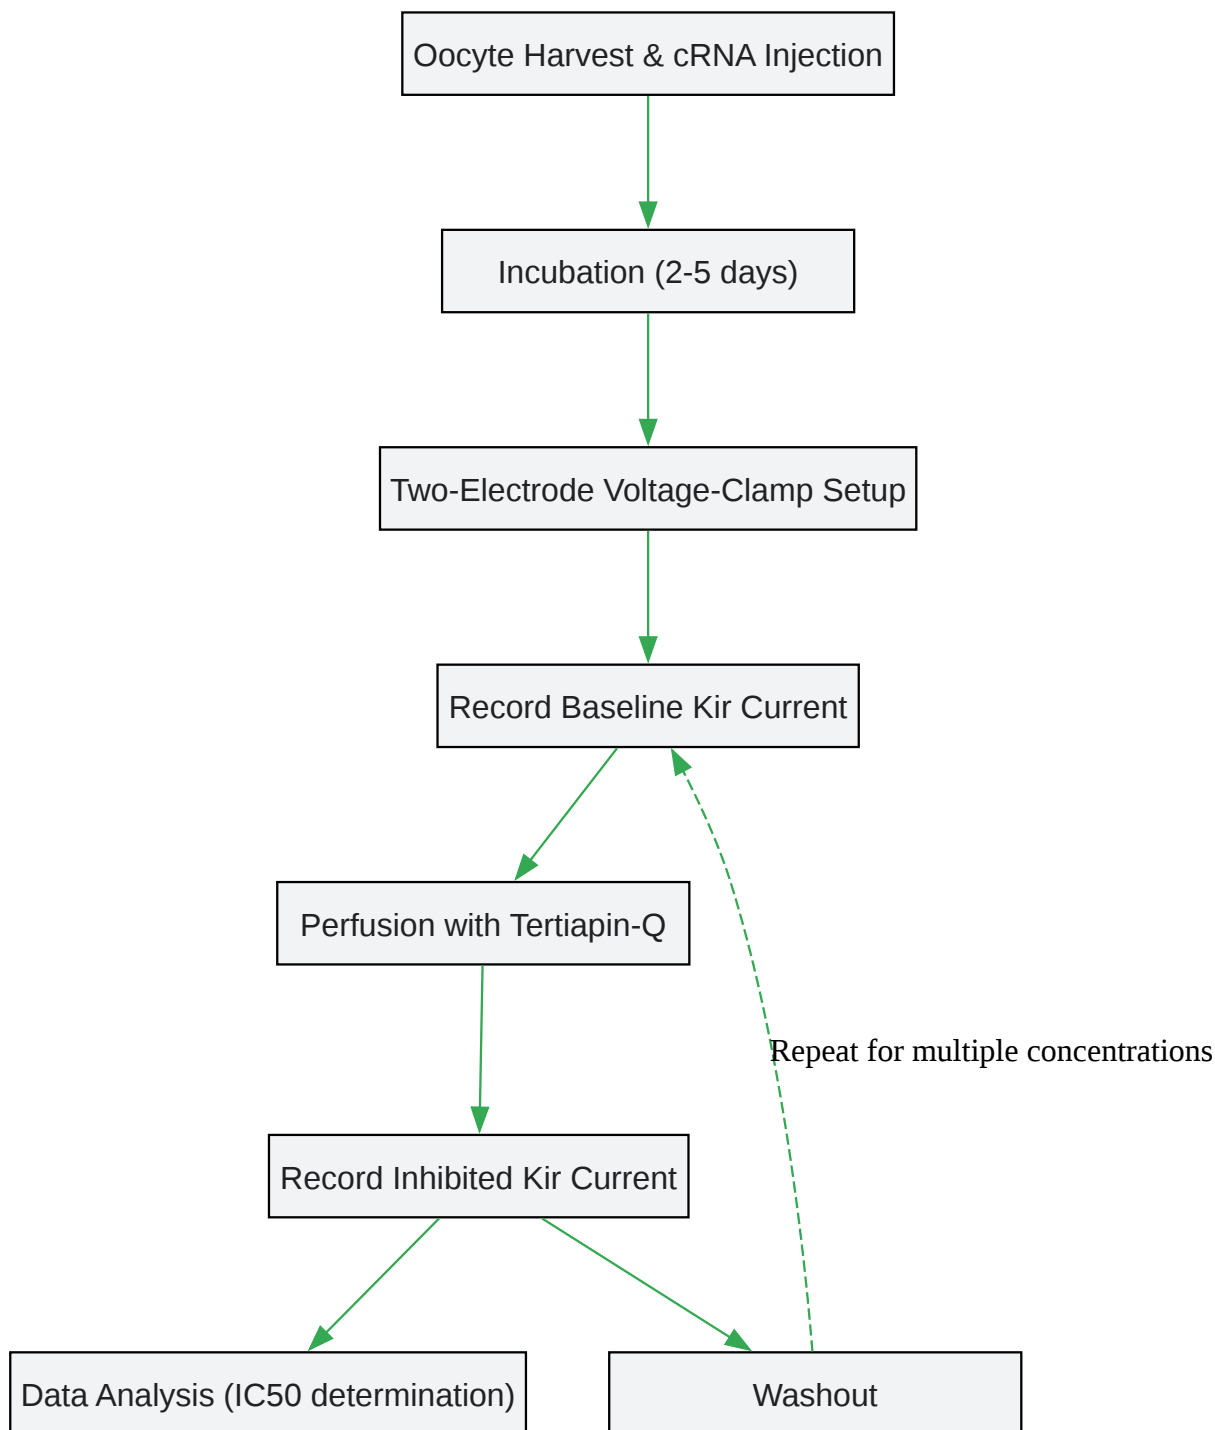 Oocyte Harvest & cRNA Injection
Incubation (2-5 days)
Two-Electrode Voltage-Clamp Setup
Record Baseline Kir Current
Perfusion with Tertiapin-Q
Repeat for multiple concentrations
Record Inhibited Kir Current
Data Analysis (IC50 determination)
Washout